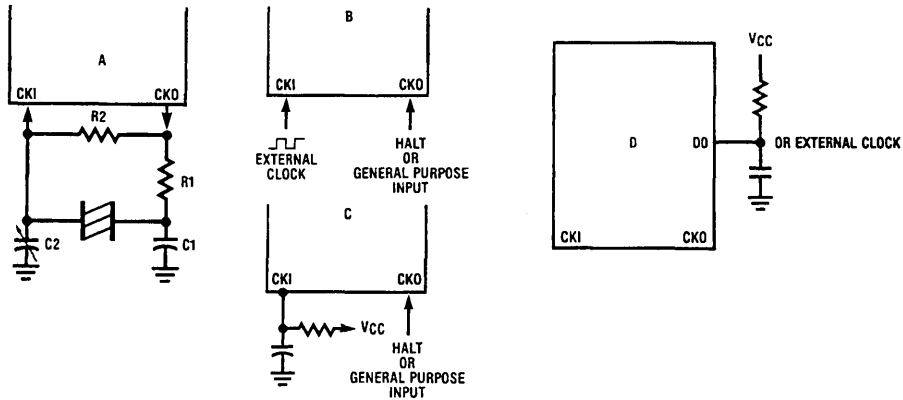 A
CKI
CKO
R2
R1
C2
C1
B
CKI
CKO
EXTERNAL
CLOCK
HALT
OR
GENERAL PURPOSE
INPUT
C
CKI
CKO
VCC
HALT
OR
GENERAL PURPOSE
INPUT
VCC
D
DO
OR EXTERNAL CLOCK
CKI
CKO